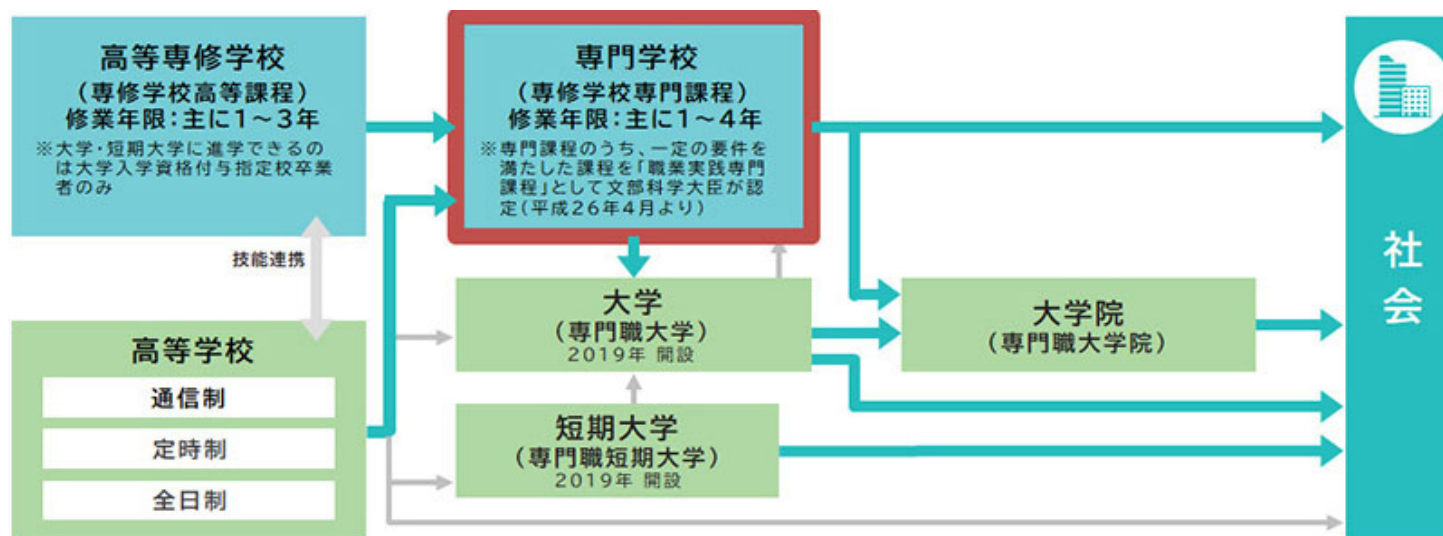 高等専修学校
（専修学校高等課程）
修業年限：主に1～3年
※大学・短期大学に進学できるの
は大学入学資格付与指定校卒業
者のみ
専門学校
（専修学校専門課程）
修業年限：主に1～4年
※専門課程のうち、一定の要件を
満たした課程を「職業実践専門
課程」として文部科学大臣が認
定（平成26年4月より）
技能連携
高等学校
通信制
定時制
全日制
大学
（専門職大学）
2019年 開設
短期大学
（専門職短期大学）
2019年 開設
大学院
（専門職大学院）
社会